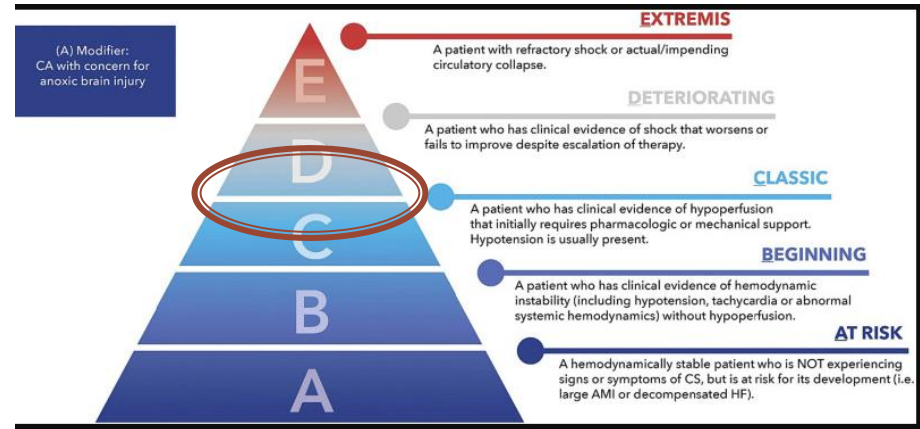 (A) Modifier:
CA with concern for
anoxic brain injury
E
D
C
B
A
EXTREMIS
A patient with refractory shock or actual/impending
circulatory collapse.
DETERIORATING
A patient who has clinical evidence of shock that worsens or
fails to improve despite escalation of therapy.
CLASSIC
A patient who has clinical evidence of hypoperfusion
that initially requires pharmacologic or mechanical support.
Hypotension is usually present.
BEGINNING
A patient who has clinical evidence of hemodynamic
instability (including hypotension, tachycardia or abnormal
systemic hemodynamics) without hypoperfusion.
AT RISK
A hemodynamically stable patient who is NOT experiencing
signs or symptoms of CS, but is at risk for its development (i.e.
large AMI or decompensated HF).